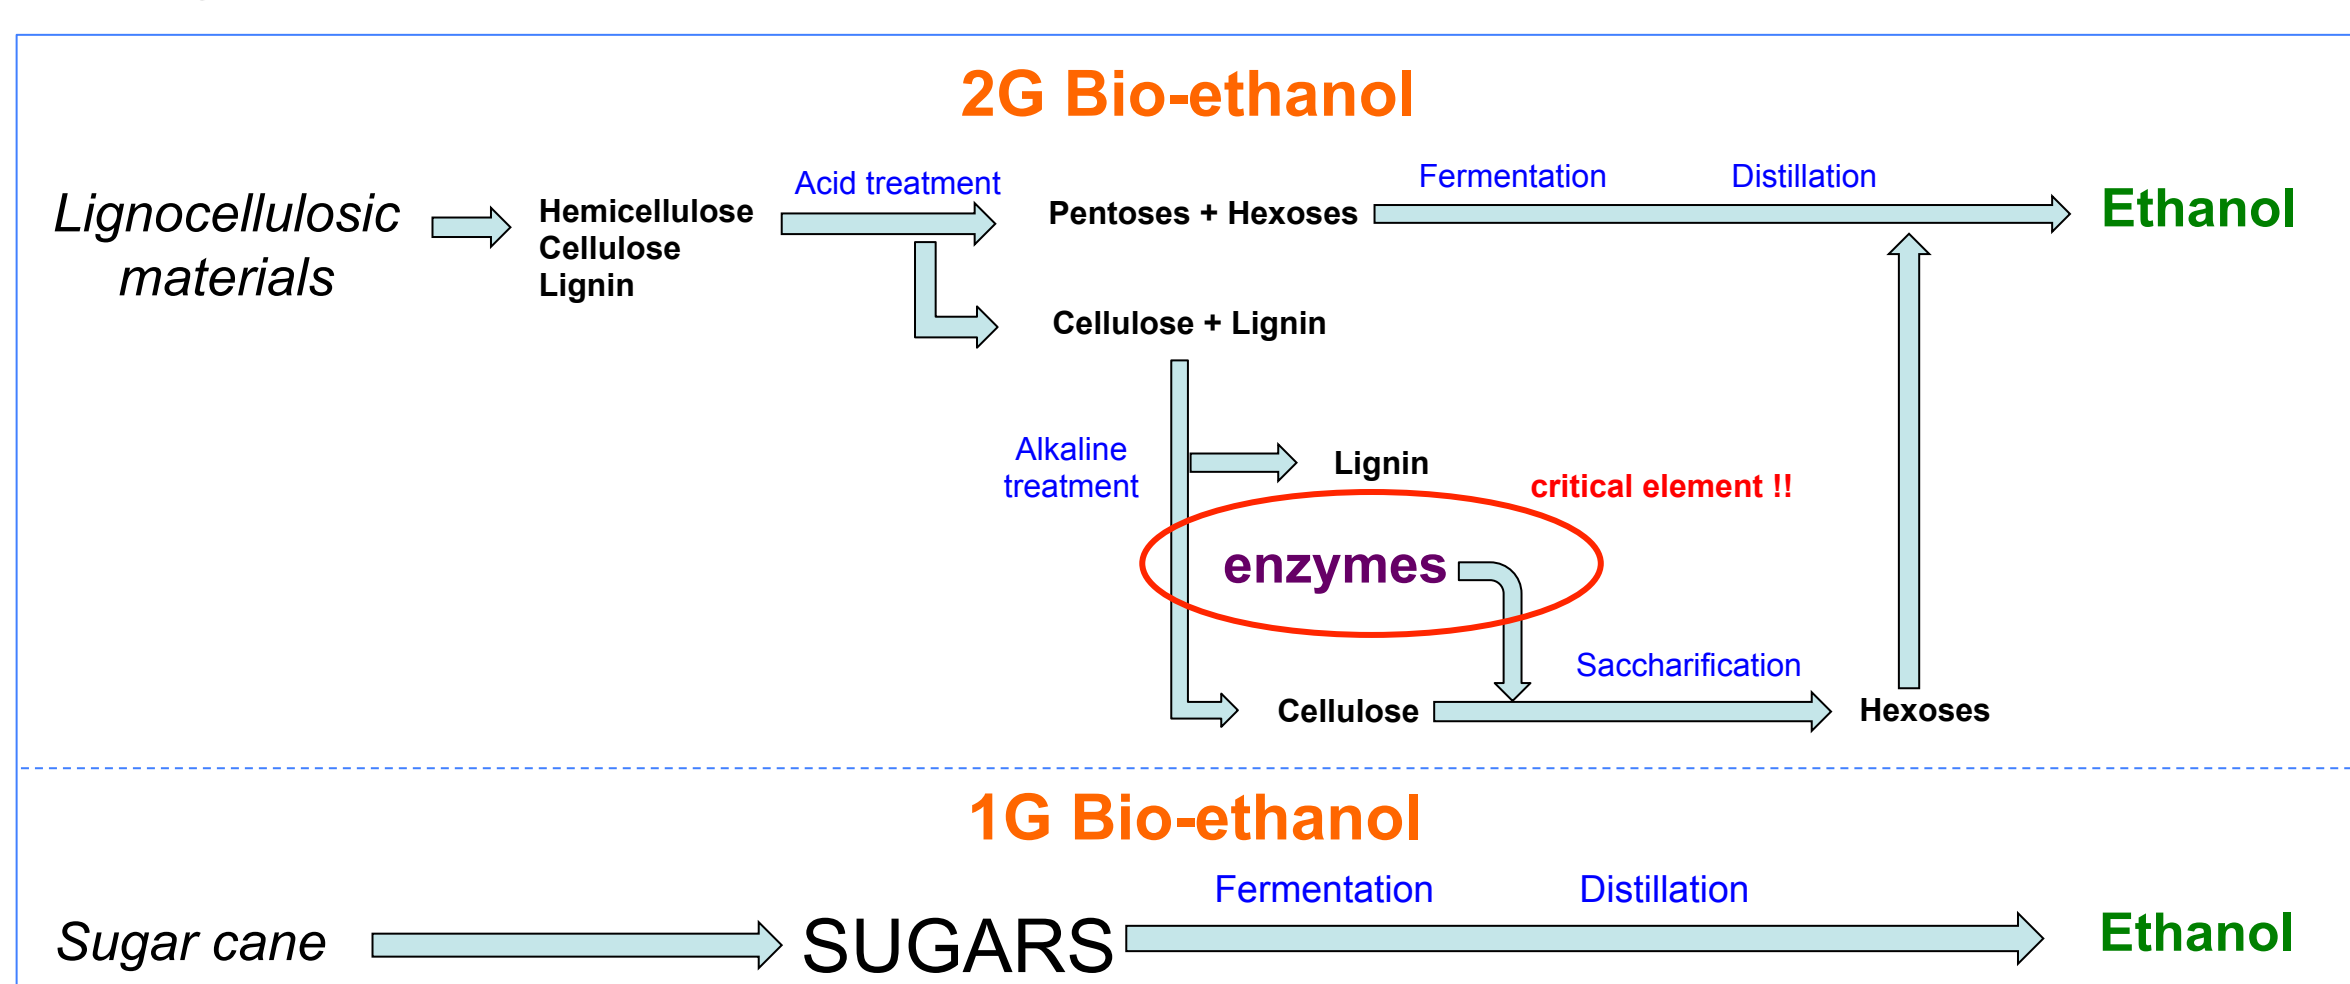 2G Bio-ethanol
Lignocellulosic
materials
Hemicellulose
Cellulose
Lignin
Acid treatment
Pentoses + Hexoses
Fermentation
Distillation
Ethanol
Cellulose + Lignin
Alkaline
treatment
Lignin
critical element !!
enzymes
Saccharification
Cellulose
Hexoses
1G Bio-ethanol
Sugar cane
SUGARS
Fermentation
Distillation
Ethanol